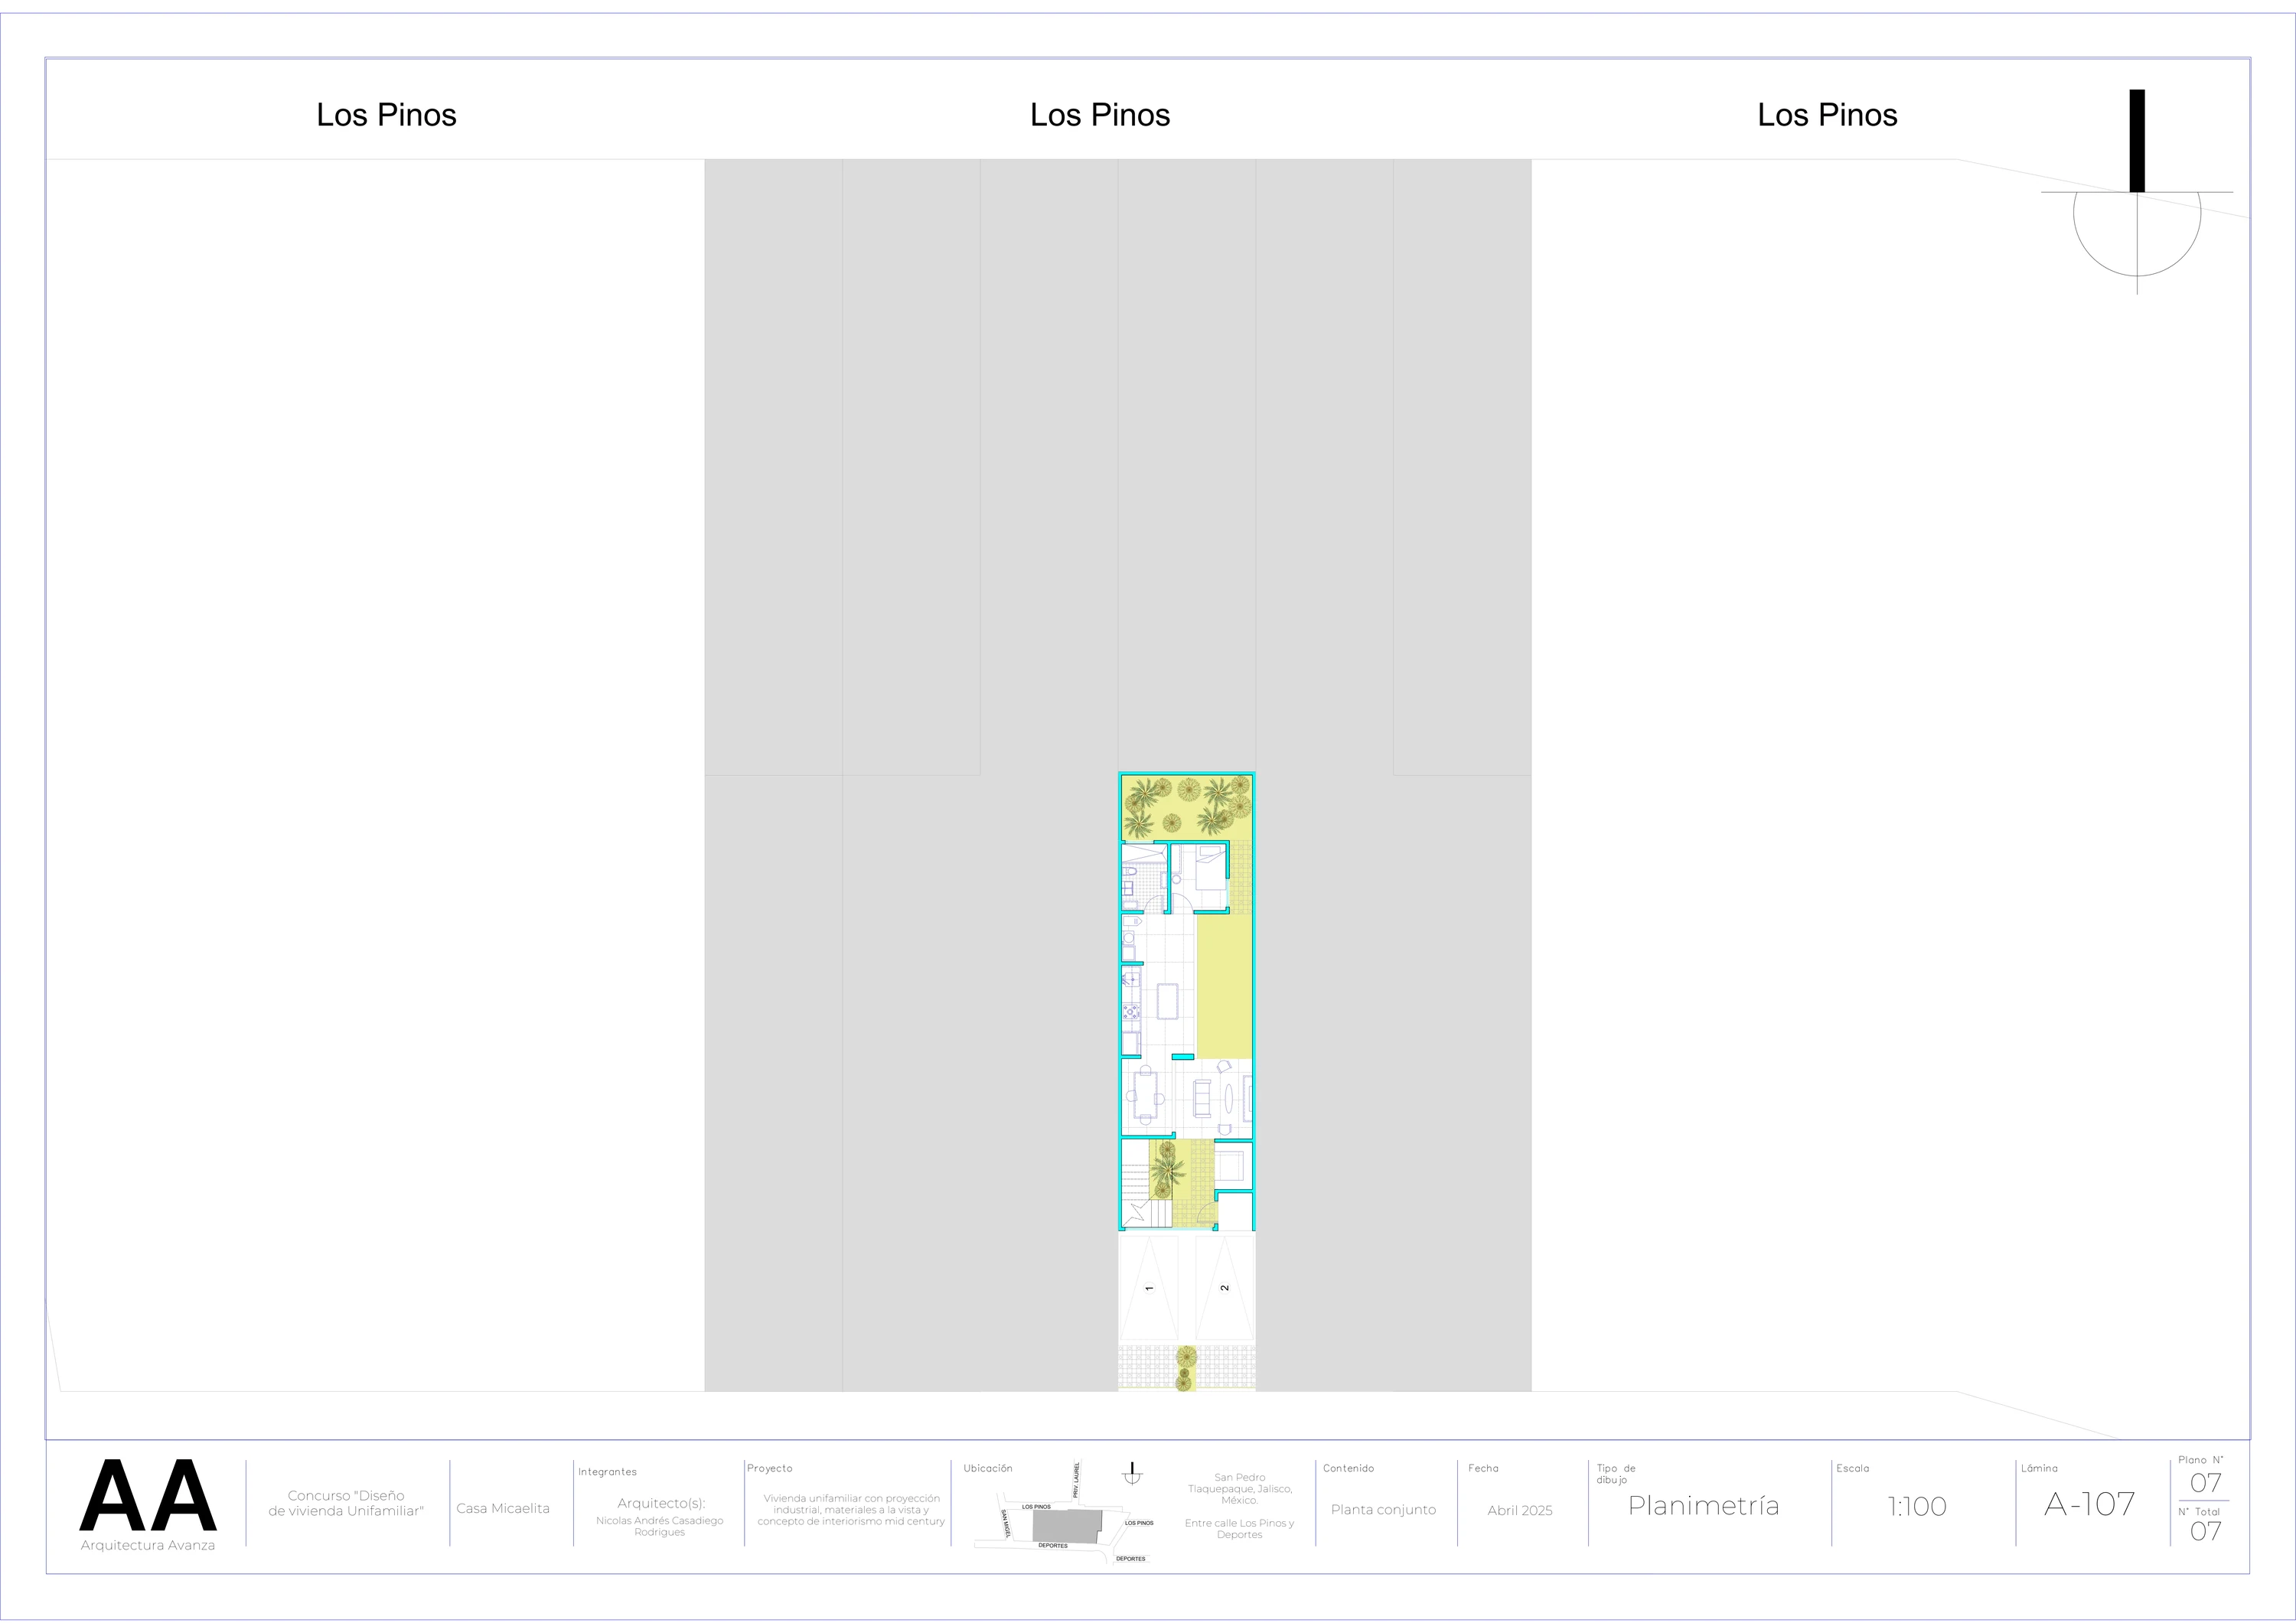 Los Pinos
Los Pinos
Los Pinos
1
2
AA
Arquitectura Avanza
Concurso "Diseño
de vivienda Unifamiliar"
Casa Micaelita
Integrantes
Arquitecto(s):
Nicolas Andrés Casadiego
Rodrigues
Proyecto
Vivienda unifamiliar con proyección
industrial, materiales a la vista y
concepto de interiorismo mid century
Ubicación
PRIV. LAUREL
LOS PINOS
SAN MIGEL
LOS PINOS
DEPORTES
DEPORTES
San Pedro
Tlaquepaque, Jalisco,
México.
Entre calle Los Pinos y
Deportes
Contenido
Planta conjunto
Fecha
Abril 2025
Tipo de
dibujo
Planimetría
Escala
1:100
Lámina
A-107
Plano N°
07
N° Total
07